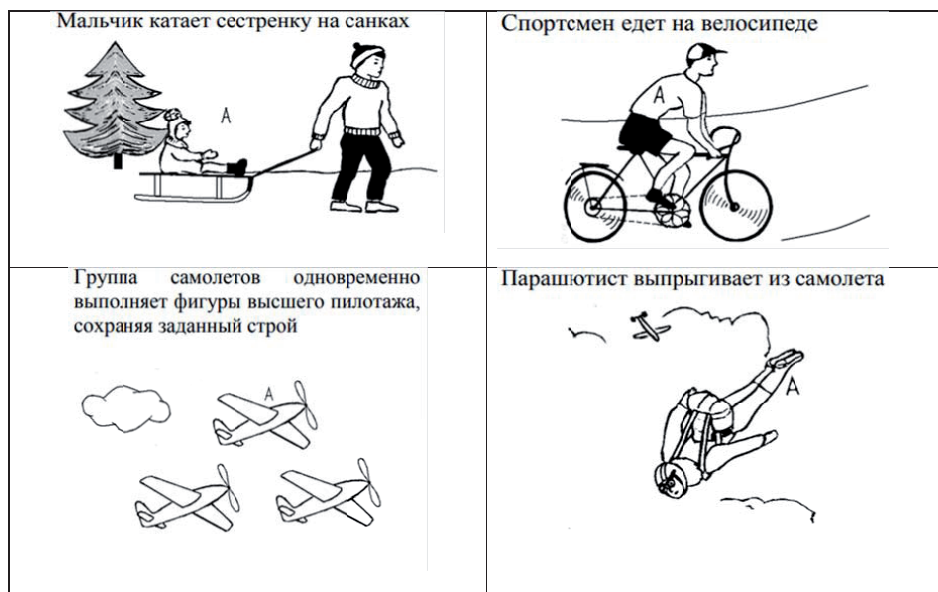 Мальчик катает сестренку на санках
А
Спортсмен едет на велосипеде
А
Группа самолетов одновременно
выполняет фигуры высшего пилотажа,
сохраняя заданный строй
А
Парашютист выпрыгивает из самолета
А